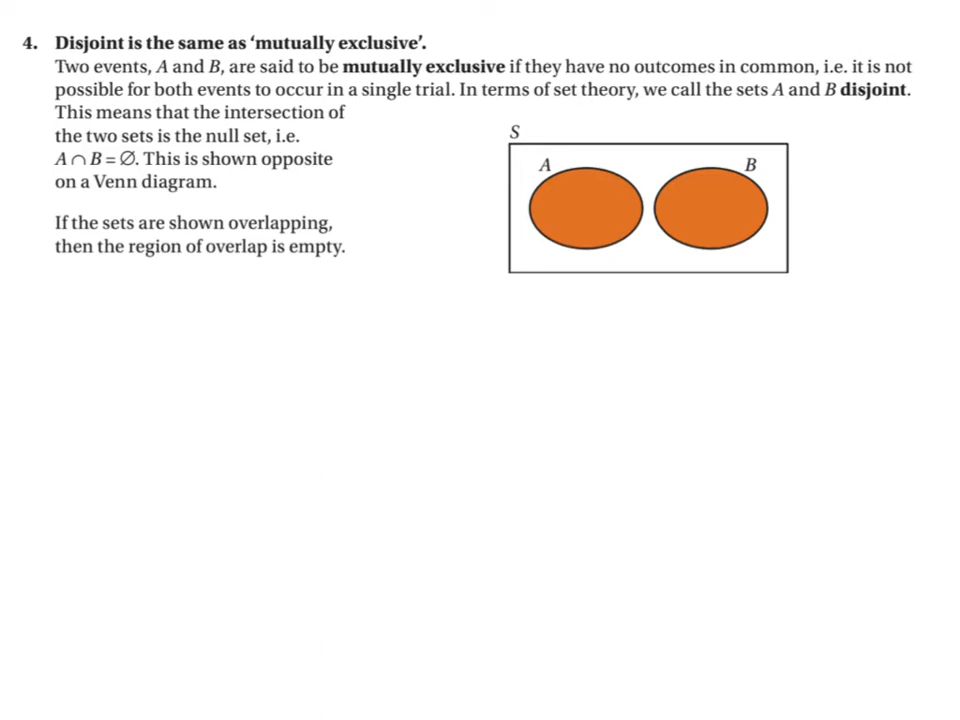 4. Disjoint is the same as ‘mutually exclusive’.
Two events, A and B, are said to be mutually exclusive if they have no outcomes in common, i.e. it is not
possible for both events to occur in a single trial. In terms of set theory, we call the sets A and B disjoint.
This means that the intersection of
the two sets is the null set, i.e.
A∩B=∅. This is shown opposite
on a Venn diagram.
If the sets are shown overlapping,
then the region of overlap is empty.
S
A
B